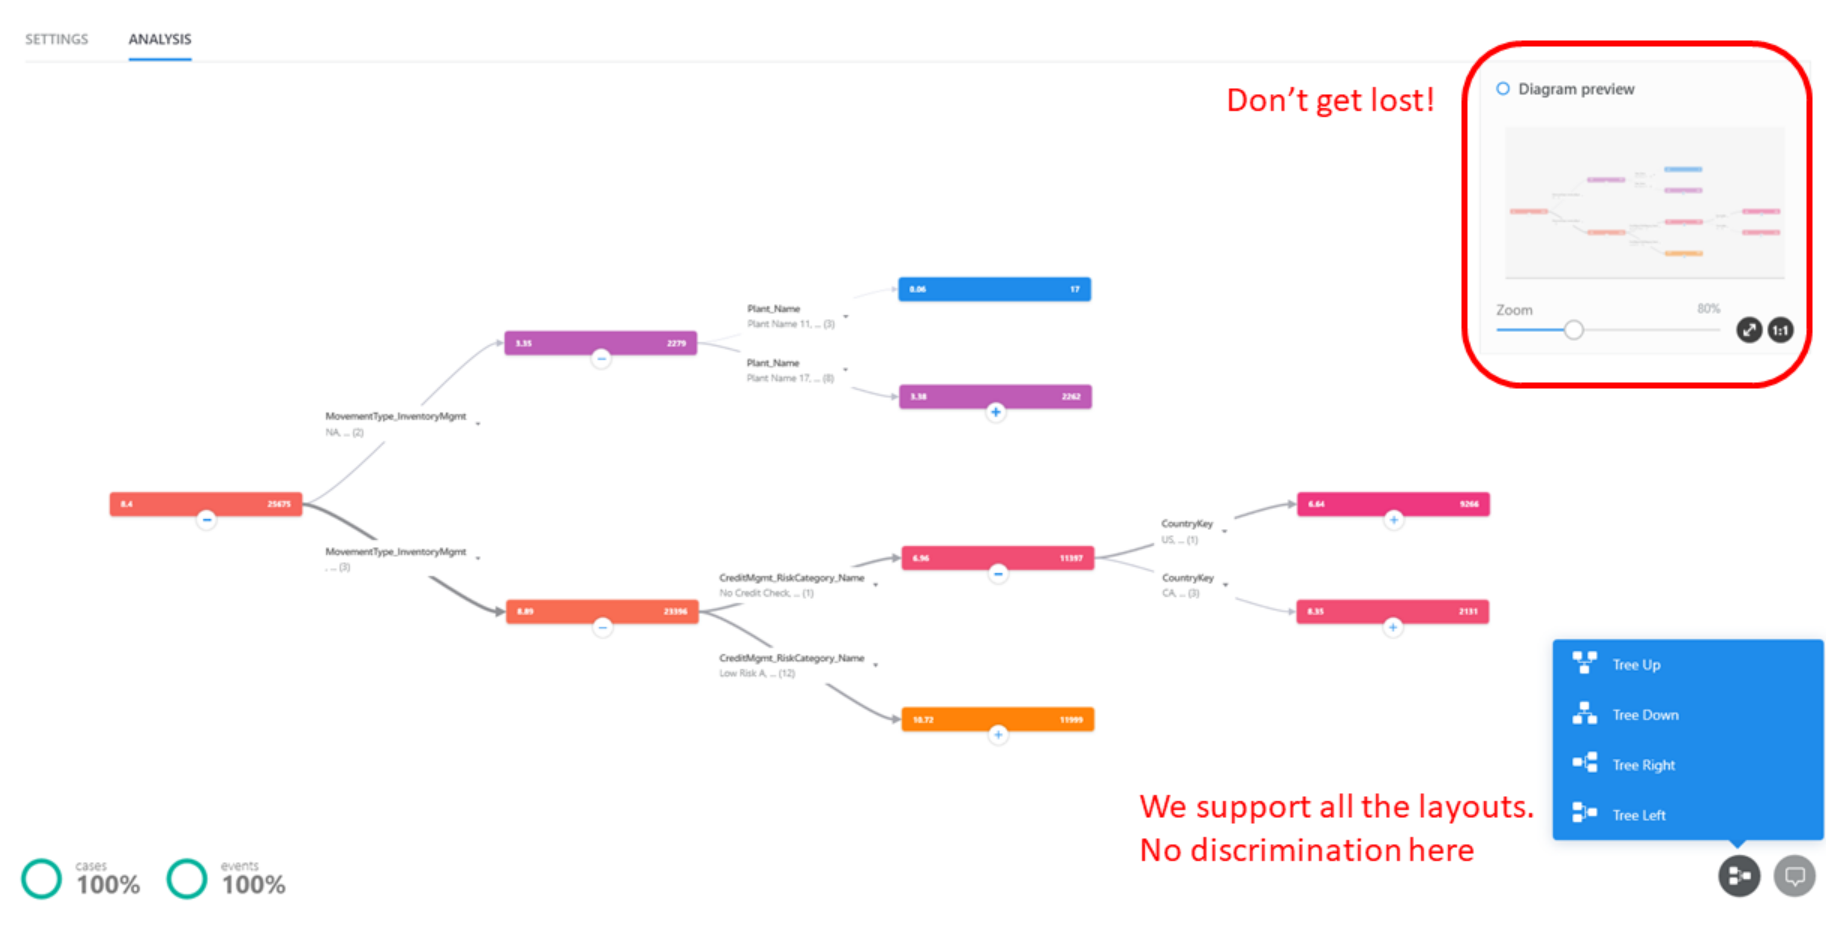 SETTINGS ANALYSIS
Don't get lost!
Diagram preview
Zoom 80%
1:1
8.06 17
Plant_Name
Plant Name 11, ... (3)
3.35 2279
Plant_Name
Plant Name 17, ... (8)
3.38 2262
MovementType_InventoryMgmt
NA, ... (2)
8.4 25675
6.64 9266
CountryKey
US, ... (1)
MovementType_InventoryMgmt
, ... (3)
6.96 11397
CreditMgmt_RiskCategory_Name
No Credit Check, ... (1)
CountryKey
CA, ... (3)
8.89 23396
8.35 2131
CreditMgmt_RiskCategory_Name
Low Risk A, ... (12)
10.72 11999
Tree Up
Tree Down
Tree Right
Tree Left
We support all the layouts.
No discrimination here
cases
100%
events
100%